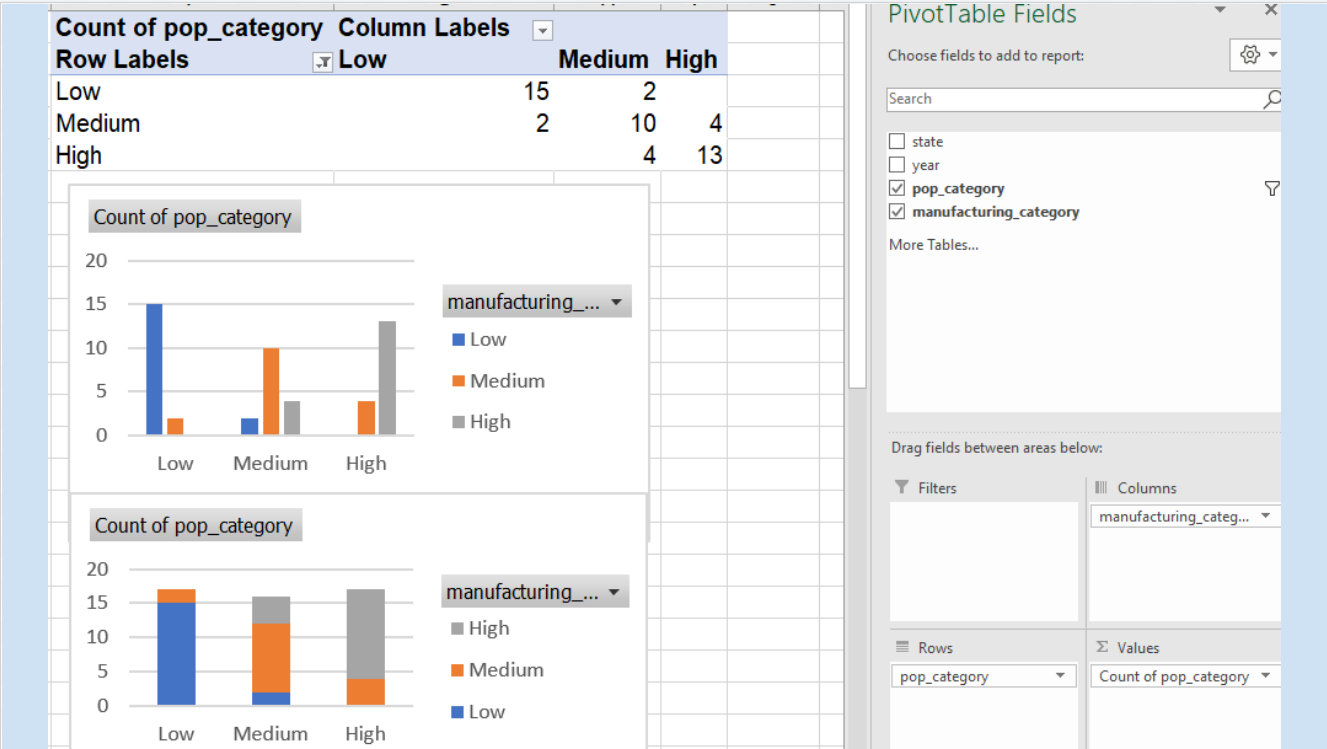 Count of pop_category Column Labels
Row Labels Low Medium High
Low 15 2
Medium 2 10 4
High 4 13
Count of pop_category
20
15
10
5
0
Low Medium High
manufacturing_...
Low
Medium
High
Count of pop_category
20
15
10
5
0
Low Medium High
manufacturing_...
High
Medium
Low
PivotTable Fields
Choose fields to add to report:
Search
state
year
pop_category
manufacturing_category
More Tables...
Drag fields between areas below:
Filters
Columns
manufacturing_categ...
Rows
pop_category
Σ Values
Count of pop_category